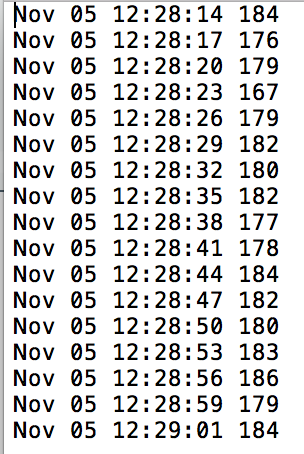 Nov 05 12:28:14 184
Nov 05 12:28:17 176
Nov 05 12:28:20 179
Nov 05 12:28:23 167
Nov 05 12:28:26 179
Nov 05 12:28:29 182
Nov 05 12:28:32 180
Nov 05 12:28:35 182
Nov 05 12:28:38 177
Nov 05 12:28:41 178
Nov 05 12:28:44 184
Nov 05 12:28:47 182
Nov 05 12:28:50 180
Nov 05 12:28:53 183
Nov 05 12:28:56 186
Nov 05 12:28:59 179
Nov 05 12:29:01 184